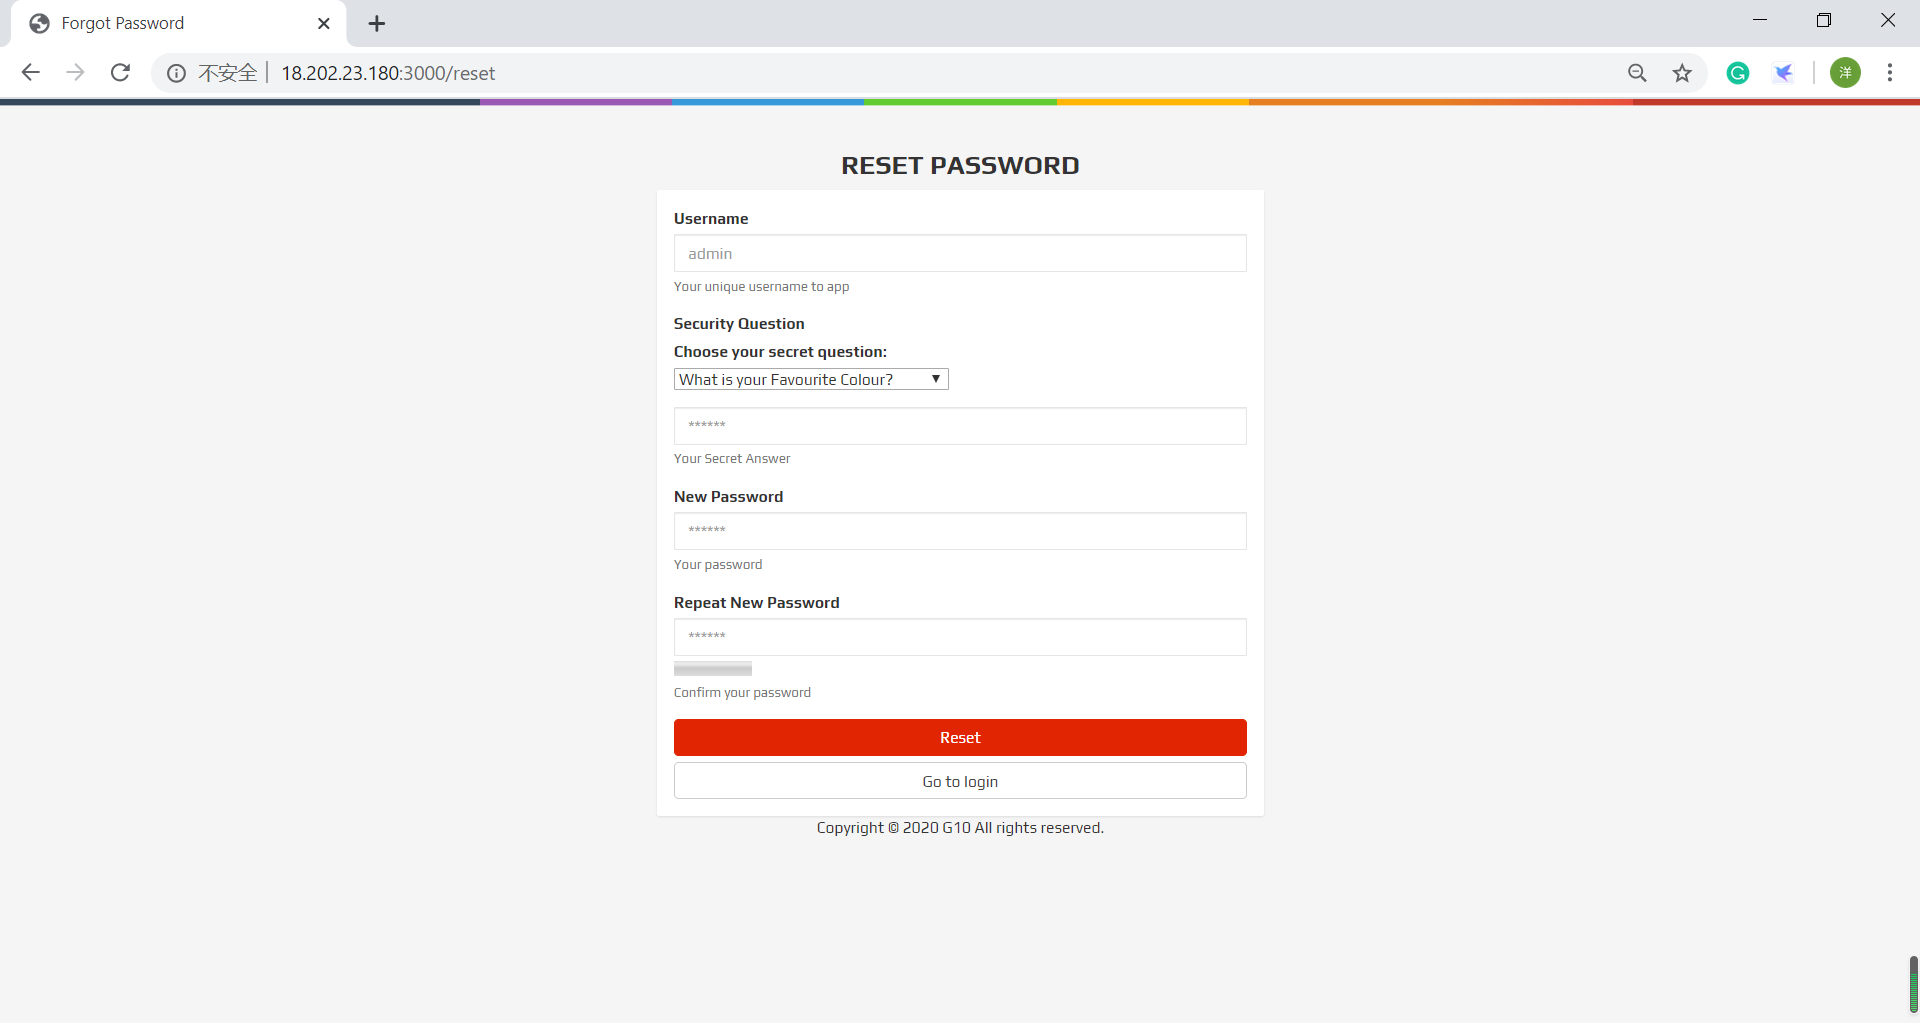 Forgot Password
不安全 18.202.23.180:3000/reset
洋
RESET PASSWORD
Username
admin
Your unique username to app
Security Question
Choose your secret question:
What is your Favourite Colour?
******
Your Secret Answer
New Password
******
Your password
Repeat New Password
******
Confirm your password
Reset
Go to login
Copyright © 2020 G10 All rights reserved.